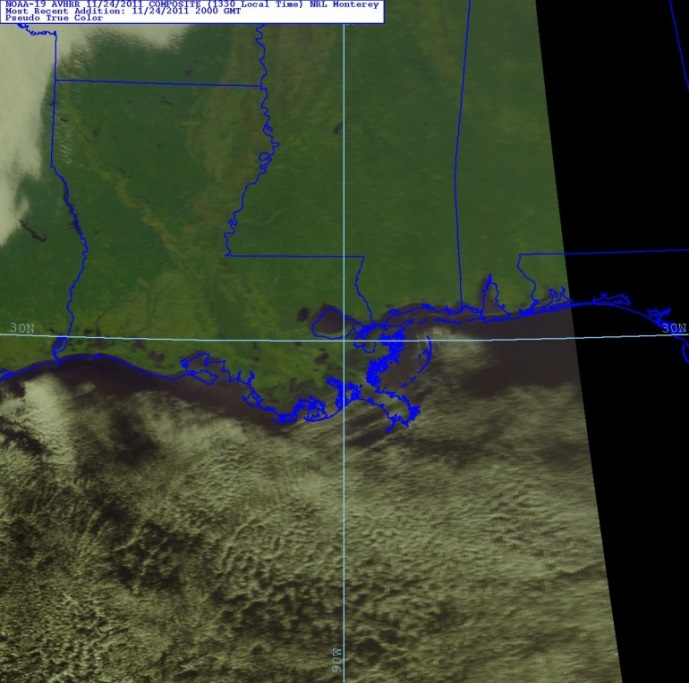 NOAA-19 AVHRR 11/24/2011 COMPOSITE (1330 Local Time) NRL Monterey
Most Recent Addition: 11/24/2011 2000 GMT
Pseudo True Color
30N
30N
90W